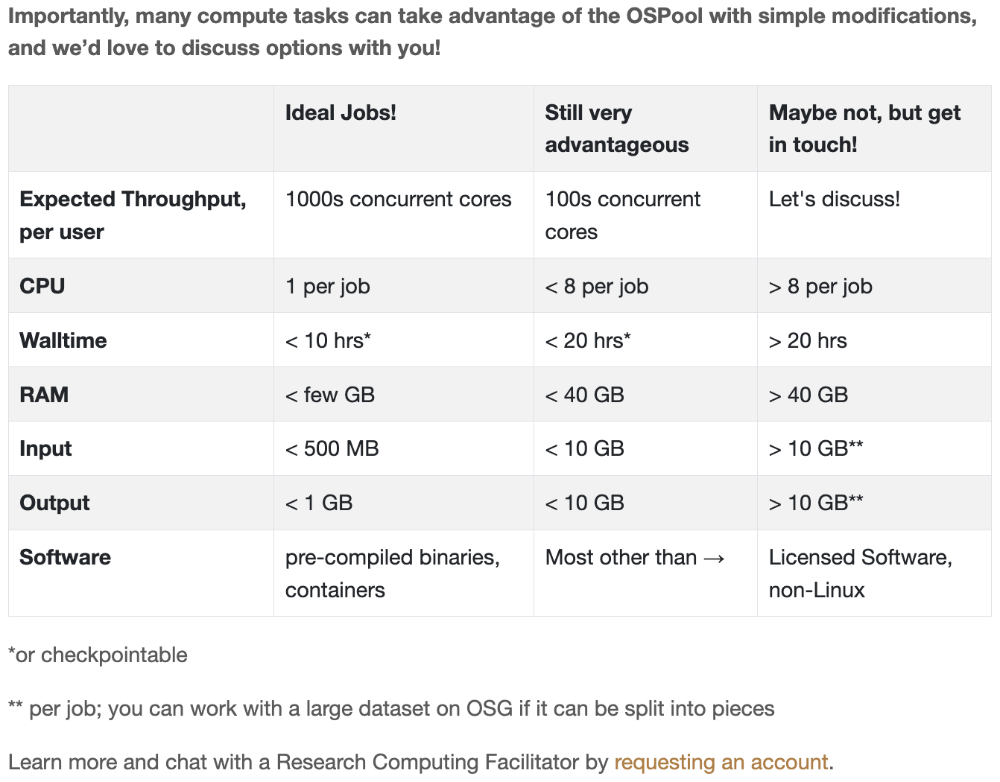 Importantly, many compute tasks can take advantage of the OSPool with simple modifications,
and we’d love to discuss options with you!
Ideal Jobs!
Still very
advantageous
Maybe not, but get
in touch!
Expected Throughput,
per user
1000s concurrent cores
100s concurrent
cores
Let's discuss!
CPU
1 per job
< 8 per job
> 8 per job
Walltime
< 10 hrs*
< 20 hrs*
> 20 hrs
RAM
< few GB
< 40 GB
> 40 GB
Input
< 500 MB
< 10 GB
> 10 GB**
Output
< 1 GB
< 10 GB
> 10 GB**
Software
pre-compiled binaries,
containers
Most other than →
Licensed Software,
non-Linux
*or checkpointable
** per job; you can work with a large dataset on OSG if it can be split into pieces
Learn more and chat with a Research Computing Facilitator by requesting an account.